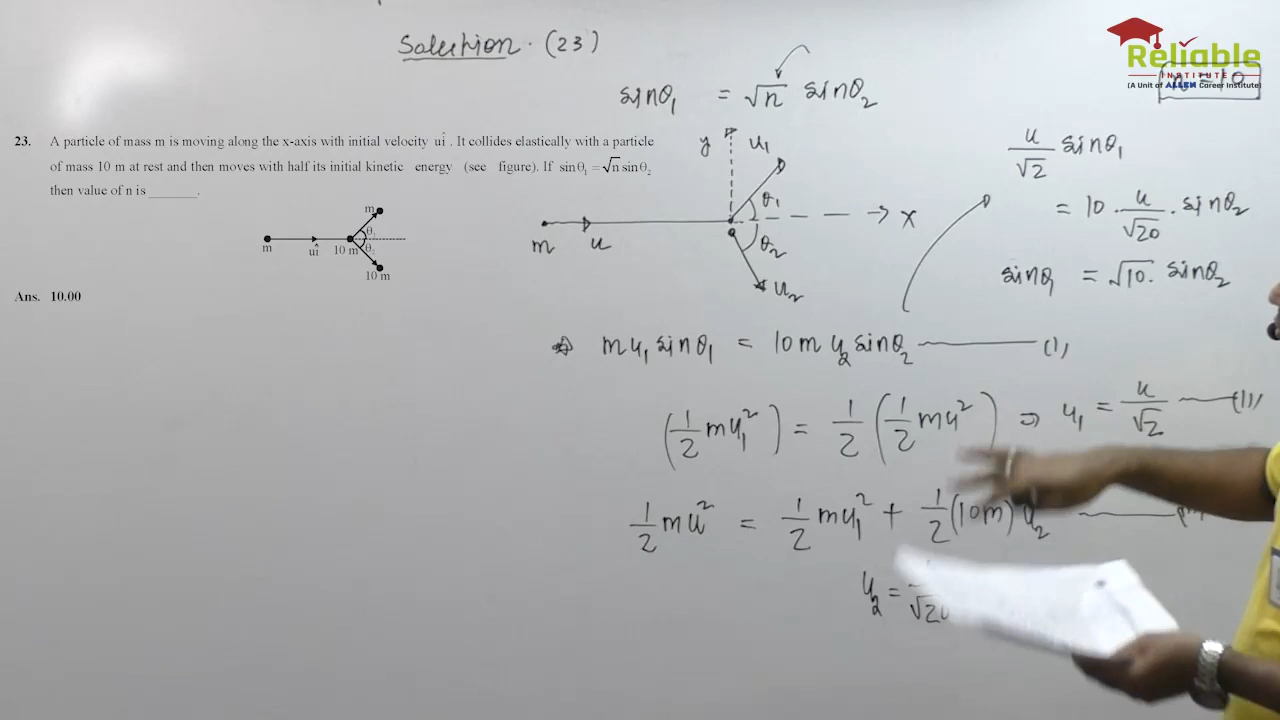 Solution. (23)
Reliable
INSTITUTE
(A Unit of ALLEN Career Institute)
n = 10
sinθ₁ = √n sinθ₂
23. A particle of mass m is moving along the x-axis with initial velocity uî . It collides elastically with a particle
of mass 10 m at rest and then moves with half its initial kinetic energy (see figure). If sinθ₁ = √n sinθ₂
then value of n is ______.
m
θ₁
m
uî
10 m
θ₂
10 m
Ans. 10.00
y
u₁
θ₁
x
m
u
θ₂
u₂
u/√2 sinθ₁
= 10 . u/√20 . sinθ₂
sinθ₁ = √10 . sinθ₂
⇒ mu₁ sinθ₁ = 10m u₂ sinθ₂ —— (1)
(1/2 mu₁²) = 1/2 (1/2 mu²) ⇒ u₁ = u/√2 —— (11)
1/2 mu² = 1/2 mu₁² + 1/2 (10m) u₂
u₂ =
√20